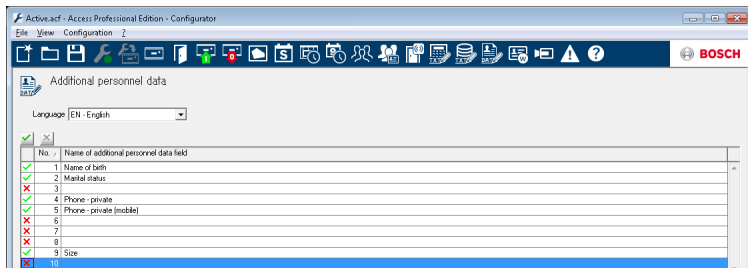 Active.acf - Access Professional Edition - Configurator
File View Configuration ?
BOSCH
Additional personnel data
Language EN - English
No. Name of additional personnel data field
1 Name of birth
2 Marital status
3
4 Phone - private
5 Phone - private (mobile)
6
7
8
9 Size
10